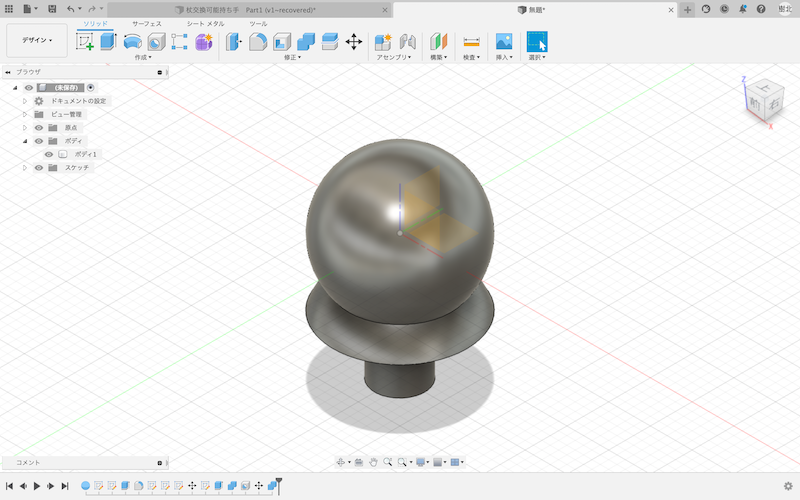 杖交換可能持ち手 Part1 (v1~recovered)*
無題*
樹北
デザイン
ソリッド
サーフェス
シート メタル
ツール
作成
修正
アセンブリ
構築
検査
挿入
選択
ブラウザ
(未保存)
ドキュメントの設定
ビュー管理
原点
ボディ
ボディ1
スケッチ
Z
上
前
右
X
コメント